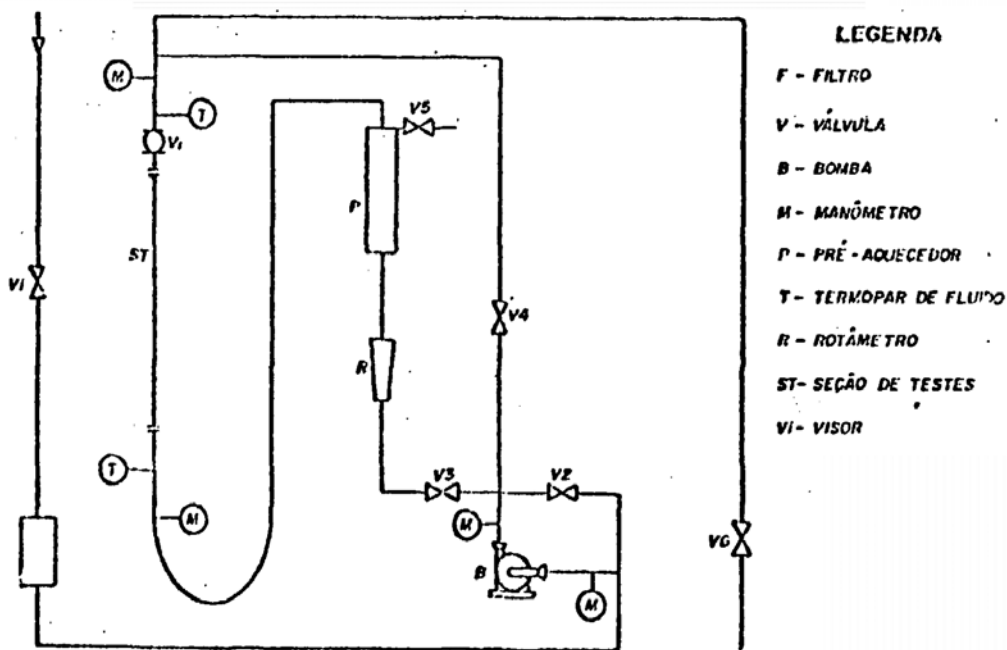 LEGENDA
F - FILTRO
V - VÁLVULA
B - BOMBA
M - MANÔMETRO
P - PRÉ-AQUECEDOR
T - TERMOPAR DE FLUIDO
R - ROTÂMETRO
ST - SEÇÃO DE TESTES
Vi - VISOR
M
T
Vi
V5
P
ST
V1
V4
R
T
M
V3
V2
M
B
M
V6